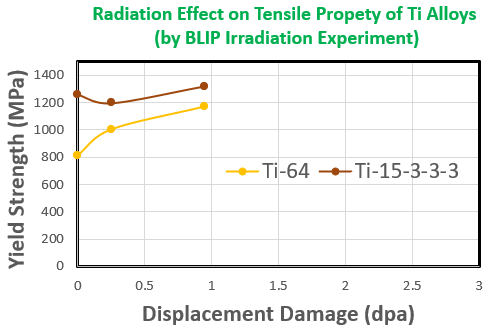 Radiation Effect on Tensile Propety of Ti Alloys
(by BLIP Irradiation Experiment)
Yield Strength (MPa)
1400
1200
1000
800
600
400
200
0
Ti-64 Ti-15-3-3-3
0 0.5 1 1.5 2 2.5 3
Displacement Damage (dpa)